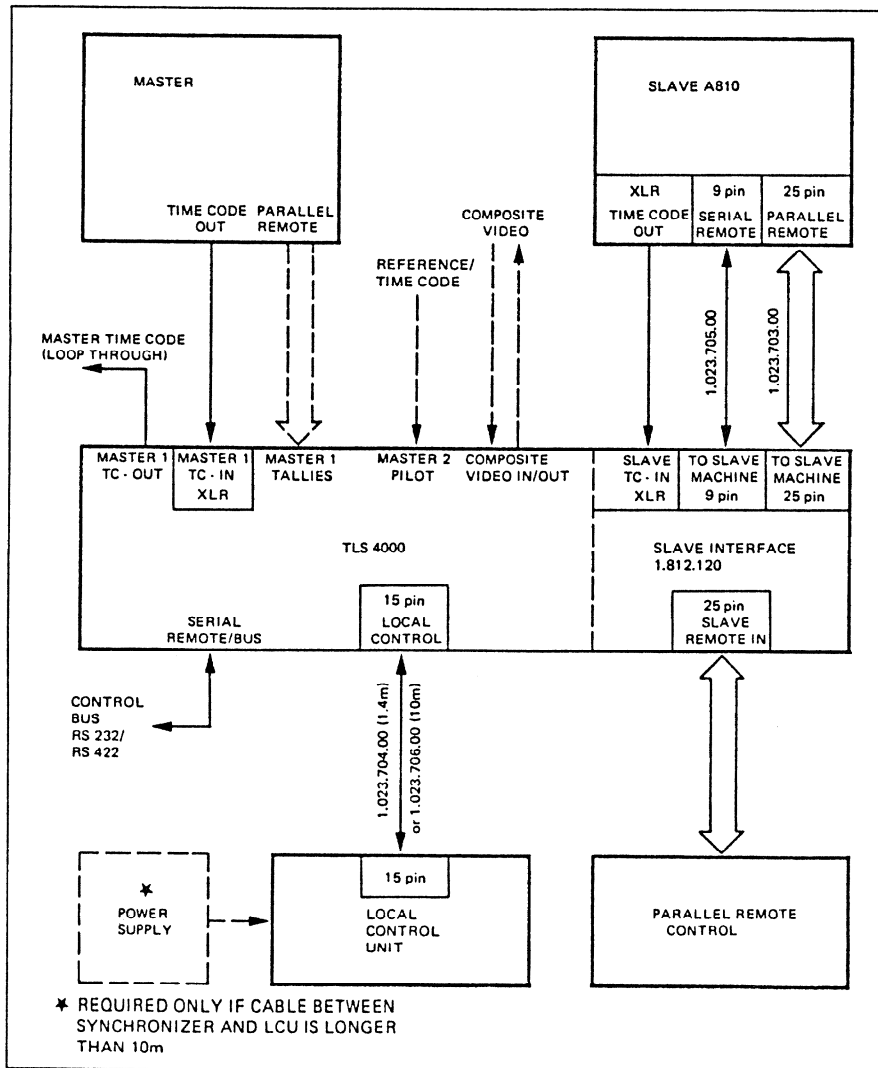 MASTER
TIME CODE
OUT
PARALLEL
REMOTE
SLAVE A810
XLR
TIME CODE
OUT
9 pin
SERIAL
REMOTE
25 pin
PARALLEL
REMOTE
COMPOSITE
VIDEO
REFERENCE/
TIME CODE
MASTER TIME CODE
(LOOP THROUGH)
1.023.705.00
1.023.703.00
MASTER 1
TC - OUT
MASTER 1
TC - IN
XLR
MASTER 1
TALLIES
MASTER 2
PILOT
COMPOSITE
VIDEO IN/OUT
SLAVE
TC - IN
XLR
TO SLAVE
MACHINE
9 pin
TO SLAVE
MACHINE
25 pin
TLS 4000
SLAVE INTERFACE
1.812.120
SERIAL
REMOTE/BUS
15 pin
LOCAL
CONTROL
25 pin
SLAVE
REMOTE IN
CONTROL
BUS
RS 232/
RS 422
1.023.704.00 (1.4m)
or 1.023.706.00 (10m)
★
POWER
SUPPLY
15 pin
LOCAL
CONTROL
UNIT
PARALLEL REMOTE
CONTROL
★ REQUIRED ONLY IF CABLE BETWEEN
SYNCHRONIZER AND LCU IS LONGER
THAN 10m